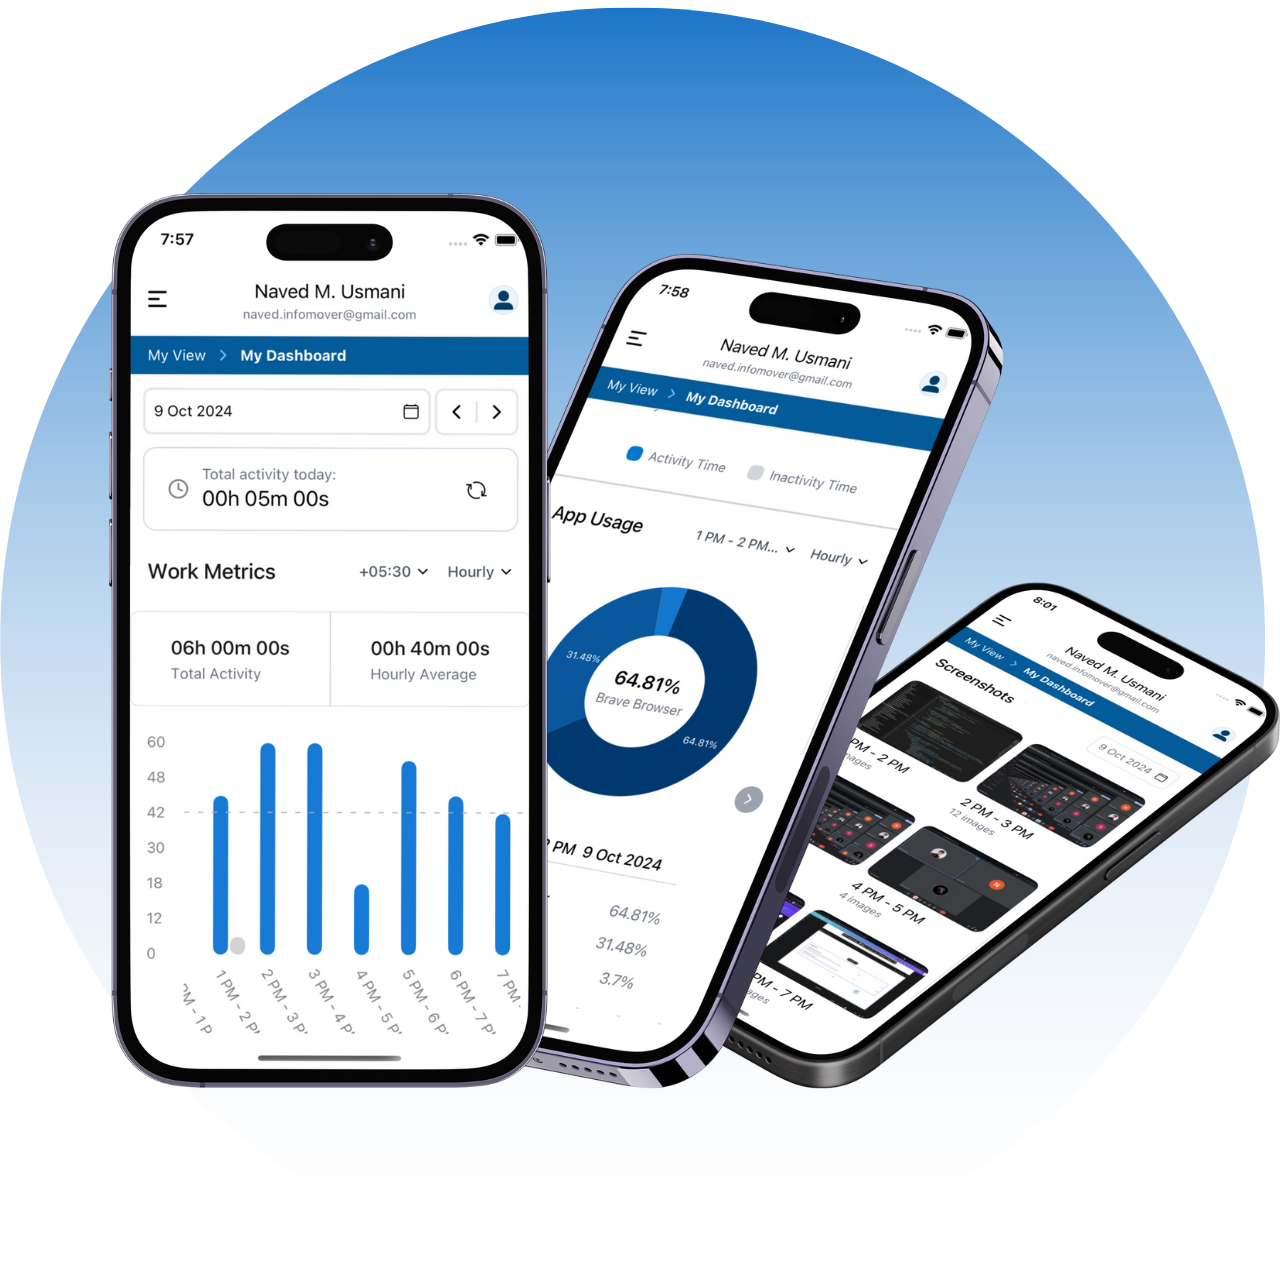 7:57
Naved M. Usmani
naved.infomover@gmail.com
My View > My Dashboard
9 Oct 2024
Total activity today:
00h 05m 00s
Work Metrics
+05:30
Hourly
06h 00m 00s
Total Activity
00h 40m 00s
Hourly Average
60
48
42
30
18
12
0
PM - 1 P
1 PM - 2 P
2 PM - 3 P
3 PM - 4 P
4 PM - 5 P
5 PM - 6 P
6 PM - 7 P
7 PM -
7:58
Naved M. Usmani
naved.infomover@gmail.com
My View > My Dashboard
Activity Time
Inactivity Time
App Usage
1 PM - 2 PM...
Hourly
31.48%
64.81%
Brave Browser
64.81%
PM 9 Oct 2024
64.81%
31.48%
3.7%
8:01
Naved M. Usmani
naved.infomover@gmail.com
My View > My Dashboard
Screenshots
9 Oct 2024
PM - 2 PM
mages
2 PM - 3 PM
12 images
4 PM - 5 PM
4 images
N
PM - 7 PM
ages